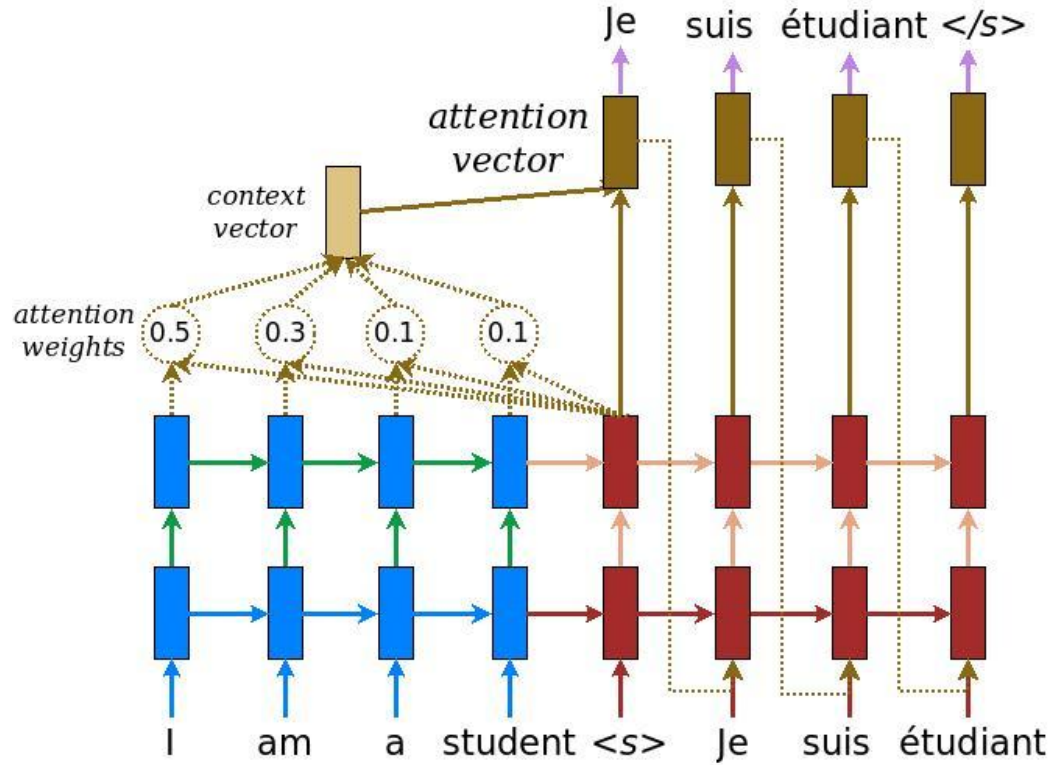 Je suis étudiant </s>
attention
vector
context
vector
attention
weights
0.5 0.3 0.1 0.1
I am a student <s> Je suis étudiant